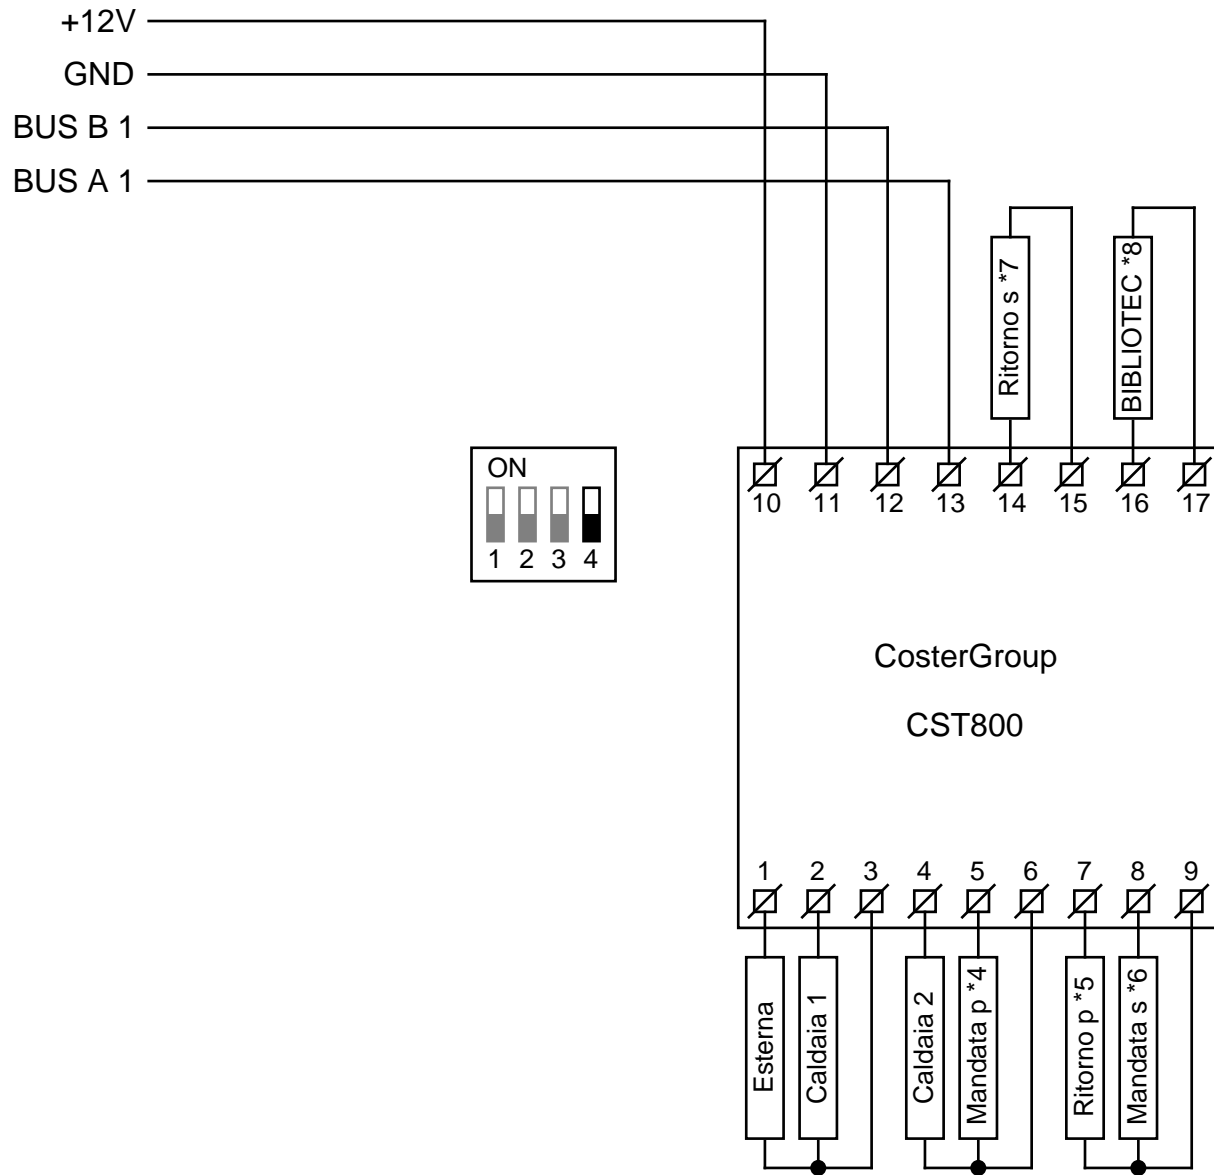 +12V
GND
BUS B 1
BUS A 1
Ritorno s *7
BIBLIOTEC *8
ON
1 2 3 4
10 11 12 13 14 15 16 17
CosterGroup
CST800
1 2 3 4 5 6 7 8 9
Esterna
Caldaia 1
Caldaia 2
Mandata p *4
Ritorno p *5
Mandata s *6